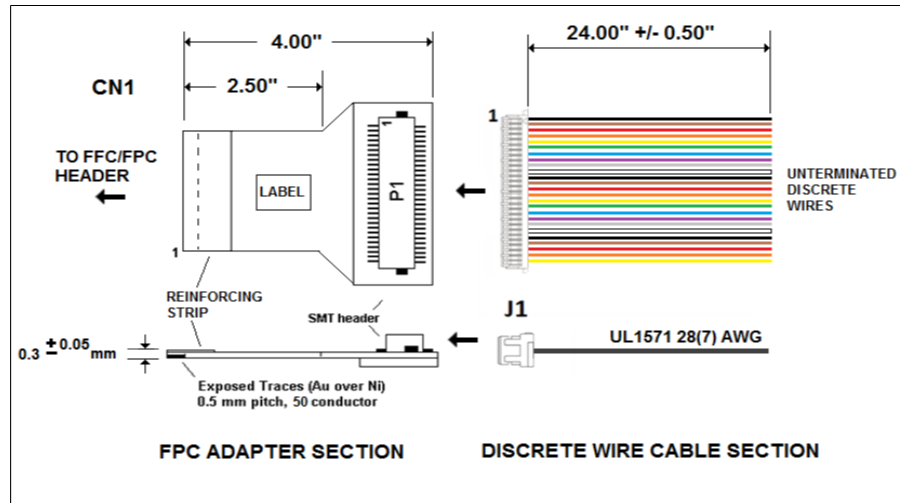 4.00"
24.00" +/- 0.50"
CN1
2.50"
1
1
TO FFC/FPC
HEADER
LABEL
P1
UNTERMINATED
DISCRETE
WIRES
1
REINFORCING
STRIP
SMT header
J1
0.3 ± 0.05 mm
UL1571 28(7) AWG
Exposed Traces (Au over Ni)
0.5 mm pitch, 50 conductor
FPC ADAPTER SECTION
DISCRETE WIRE CABLE SECTION